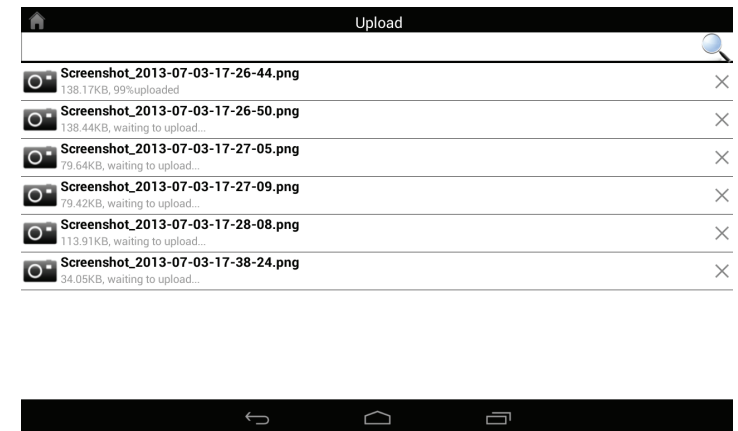 Upload
Screenshot_2013-07-03-17-26-44.png
138.17KB, 99%uploaded
Screenshot_2013-07-03-17-26-50.png
138.44KB, waiting to upload...
Screenshot_2013-07-03-17-27-05.png
79.64KB, waiting to upload...
Screenshot_2013-07-03-17-27-09.png
79.42KB, waiting to upload...
Screenshot_2013-07-03-17-28-08.png
113.91KB, waiting to upload...
Screenshot_2013-07-03-17-38-24.png
34.05KB, waiting to upload...